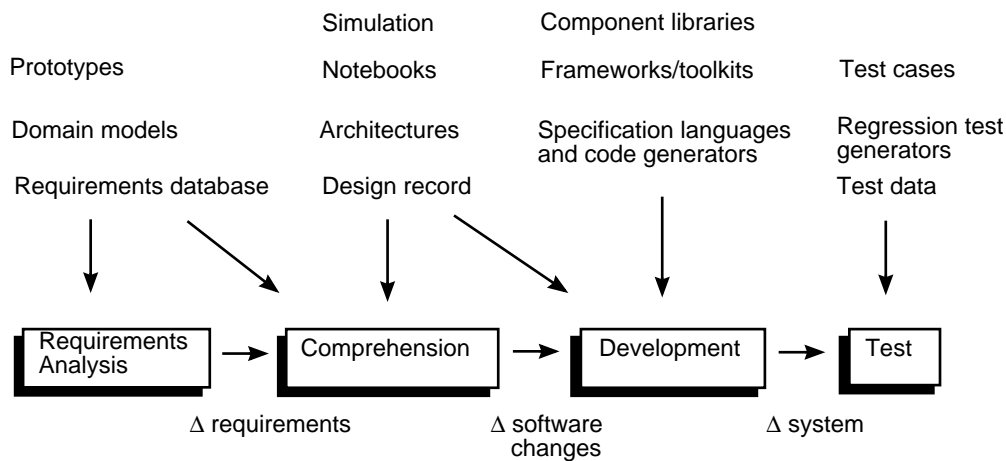 Simulation
Component libraries
Prototypes
Notebooks
Frameworks/toolkits
Test cases
Domain models
Architectures
Specification languages
and code generators
Regression test
generators
Requirements database
Design record
Test data
Requirements
Analysis
Comprehension
Development
Test
Δ requirements
Δ software
changes
Δ system